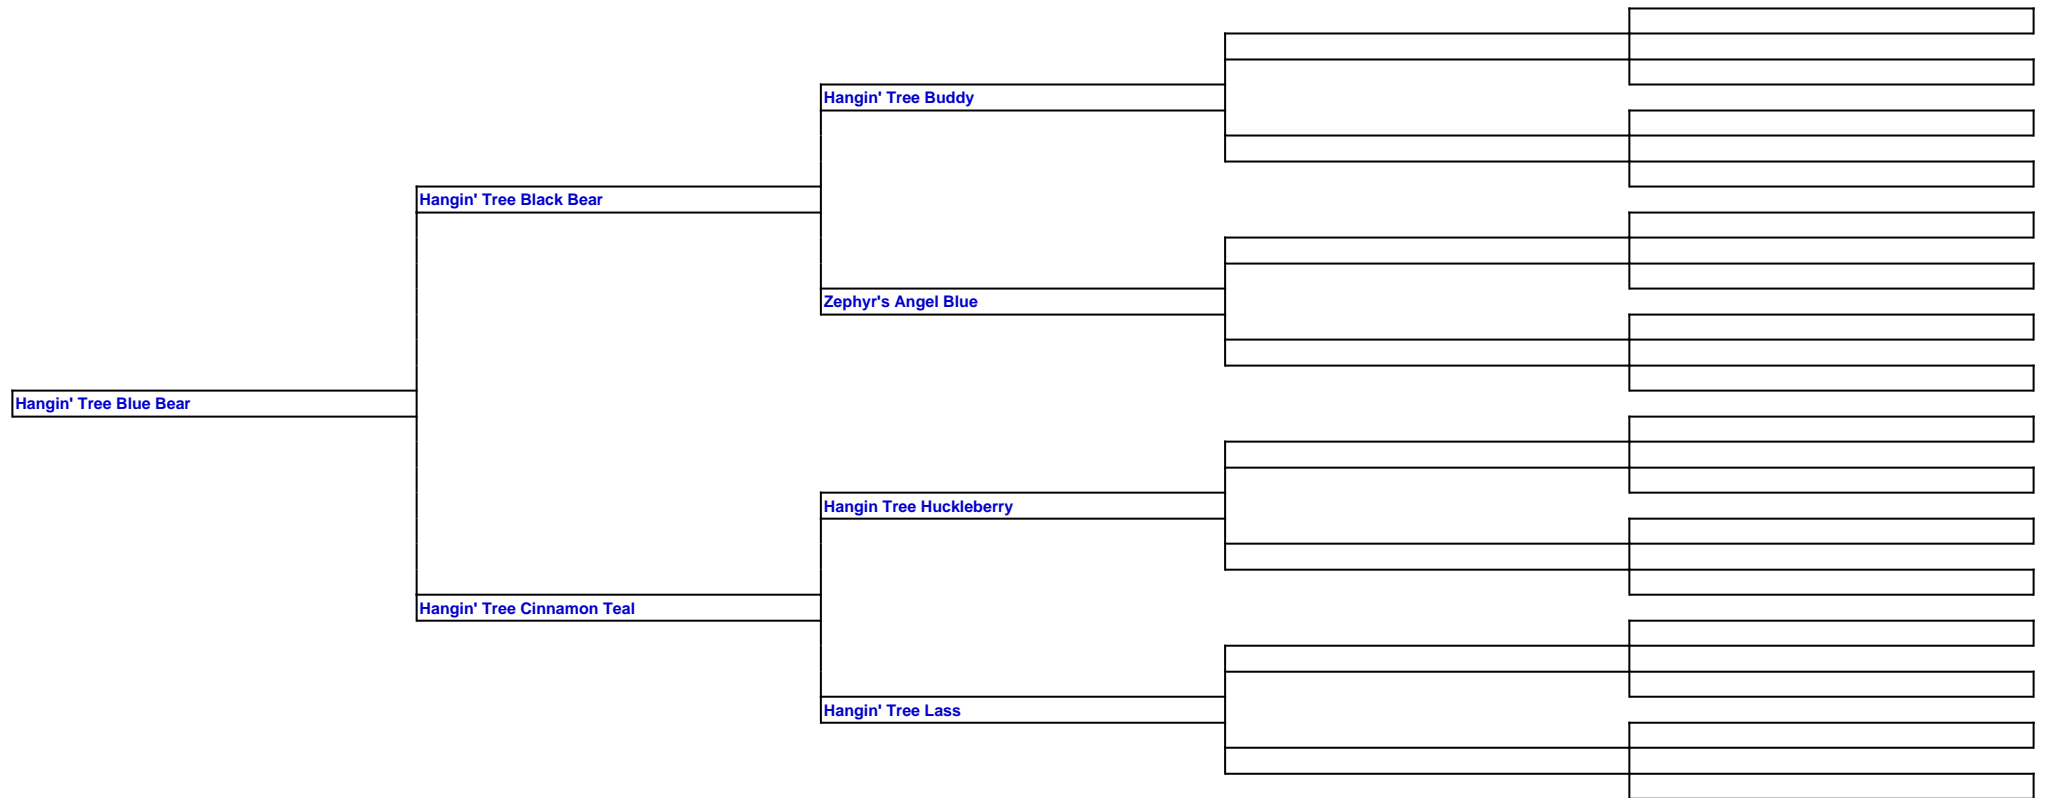 Hangin' Tree Buddy
Hangin' Tree Black Bear
Zephyr's Angel Blue
Hangin' Tree Blue Bear
Hangin Tree Huckleberry
Hangin' Tree Cinnamon Teal
Hangin' Tree Lass